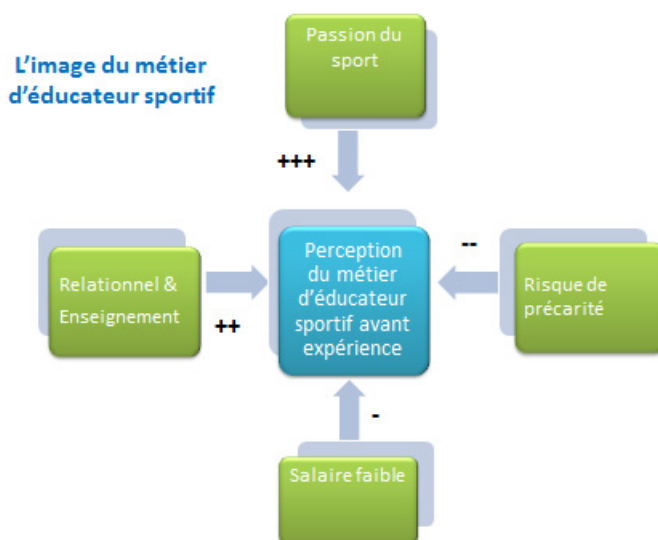 L'image du métier
d'éducateur sportif
Passion du
sport
+++
Relationnel &
Enseignement
++
Perception
du métier
d'éducateur
sportif avant
expérience
--
Risque de
précarité
-
Salaire faible